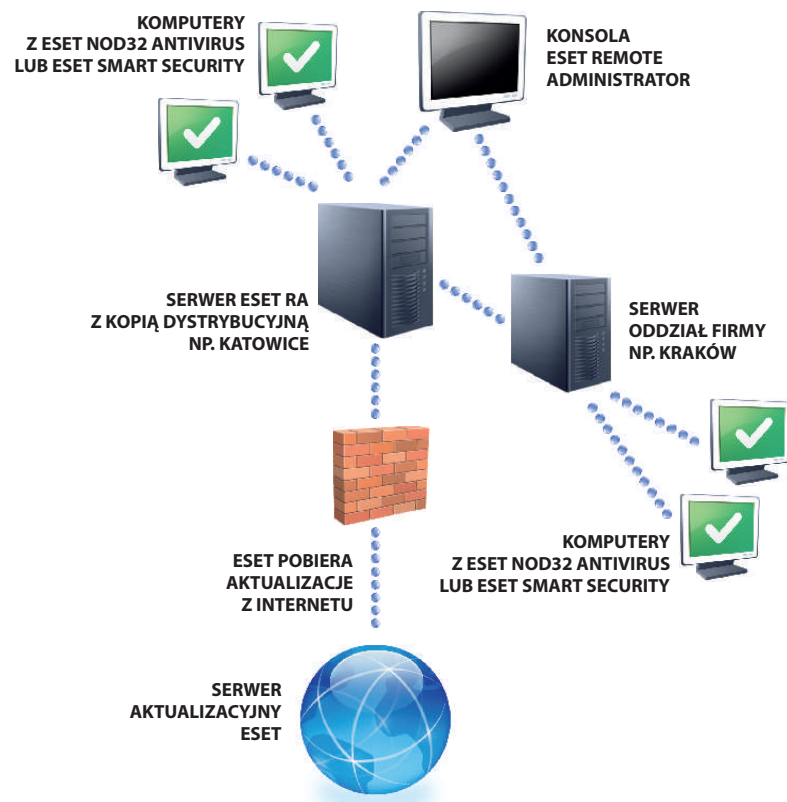 KOMPUTERY
Z ESET NOD32 ANTIVIRUS
LUB ESET SMART SECURITY
KONSOLA
ESET REMOTE
ADMINISTRATOR
SERWER ESET RA
Z KOPIĄ DYSTRYBUCYJNĄ
NP. KATOWICE
SERWER
ODDZIAŁ FIRMY
NP. KRAKÓW
ESET POBIERA
AKTUALIZACJE
Z INTERNETU
KOMPUTERY
Z ESET NOD32 ANTIVIRUS
LUB ESET SMART SECURITY
SERWER
AKTUALIZACYJNY
ESET